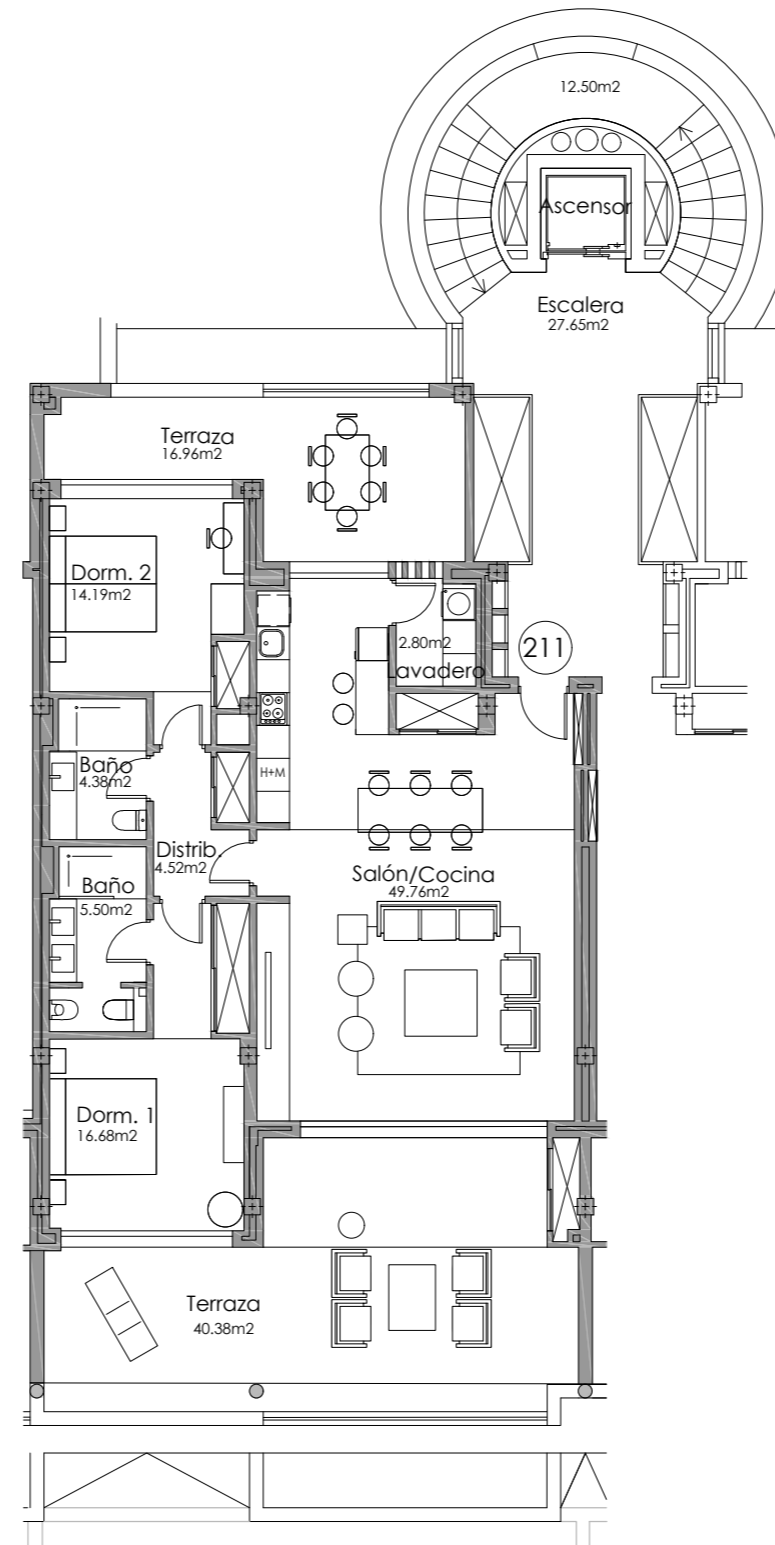 12.50m2
Ascensor
Escalera
27.65m2
Terraza
16.96m2
Dorm. 2
14.19m2
2.80m2
Lavadero
211
Baño
4.38m2
H+M
Distrib.
4.52m2
Salón/Cocina
49.76m2
Baño
5.50m2
Dorm. 1
16.68m2
Terraza
40.38m2